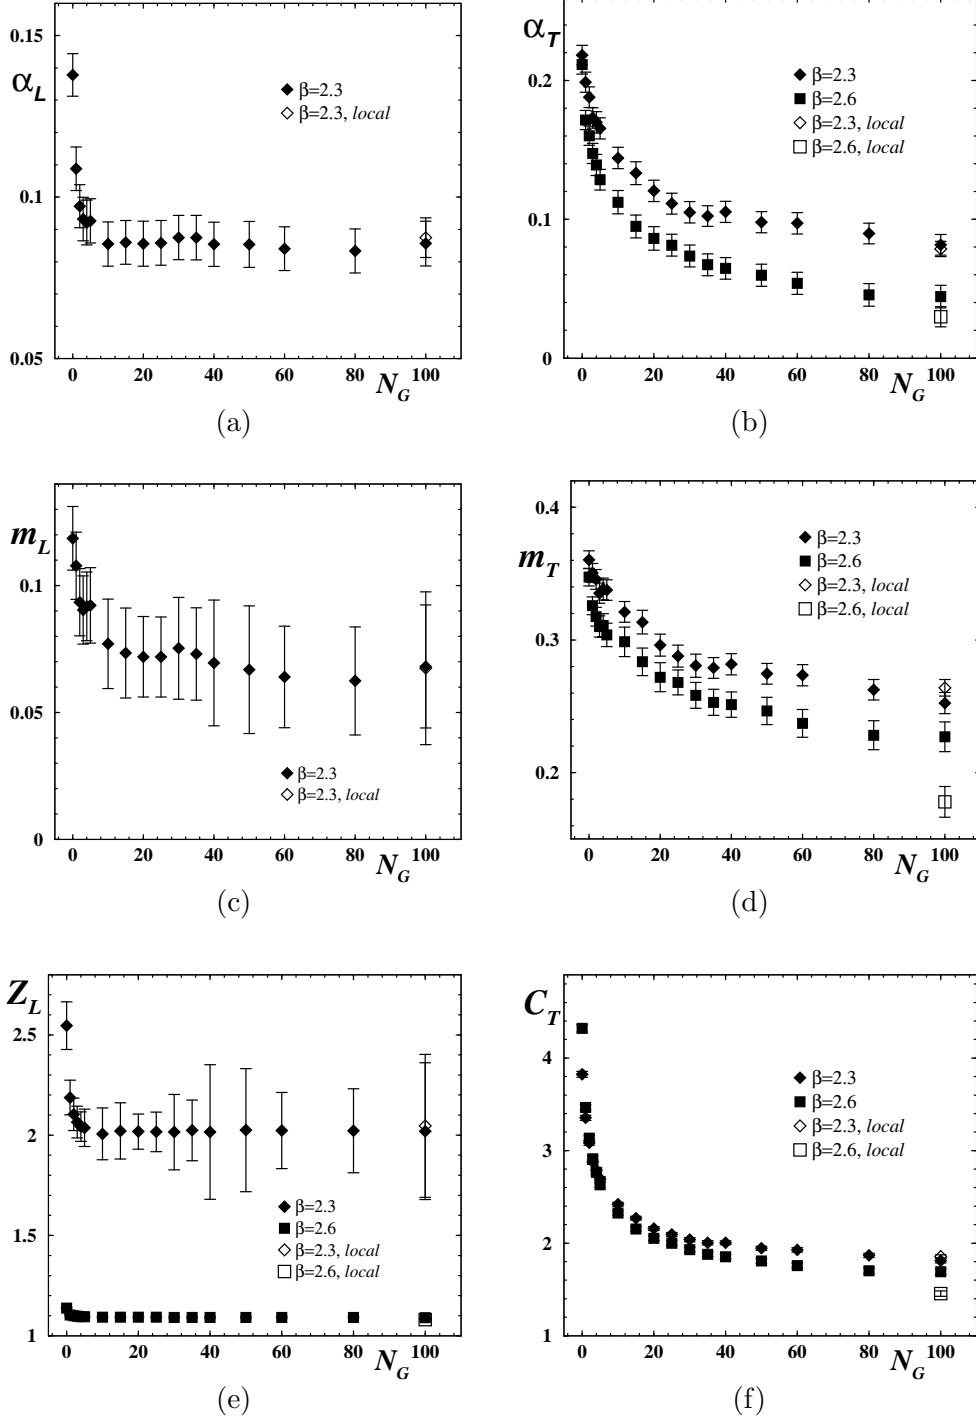 0.15
α_L
◆ β=2.3
◇ β=2.3, local
0.1
0.05
0 20 40 60 80 100
N_G
(a)
α_T
0.2
◆ β=2.3
■ β=2.6
◇ β=2.3, local
□ β=2.6, local
0.1
0
0 20 40 60 80 100
N_G
(b)
m_L
0.1
0.05
◆ β=2.3
◇ β=2.3, local
0
0 20 40 60 80 100
N_G
(c)
0.4
m_T
◆ β=2.3
■ β=2.6
◇ β=2.3, local
□ β=2.6, local
0.3
0.2
0 20 40 60 80 100
N_G
(d)
Z_L
2.5
2
1.5
◆ β=2.3
■ β=2.6
◇ β=2.3, local
□ β=2.6, local
1
0 20 40 60 80 100
N_G
(e)
C_T
4
◆ β=2.3
■ β=2.6
◇ β=2.3, local
□ β=2.6, local
3
2
1
0 20 40 60 80 100
N_G
(f)